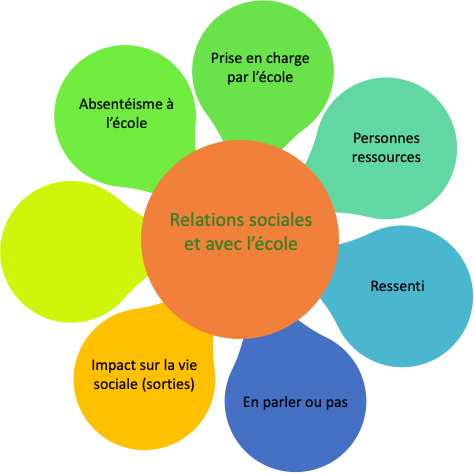 Prise en charge
par l’école
Absentéisme à
l’école
Personnes
ressources
Relations sociales
et avec l’école
Ressenti
Impact sur la vie
sociale (sorties)
En parler ou pas